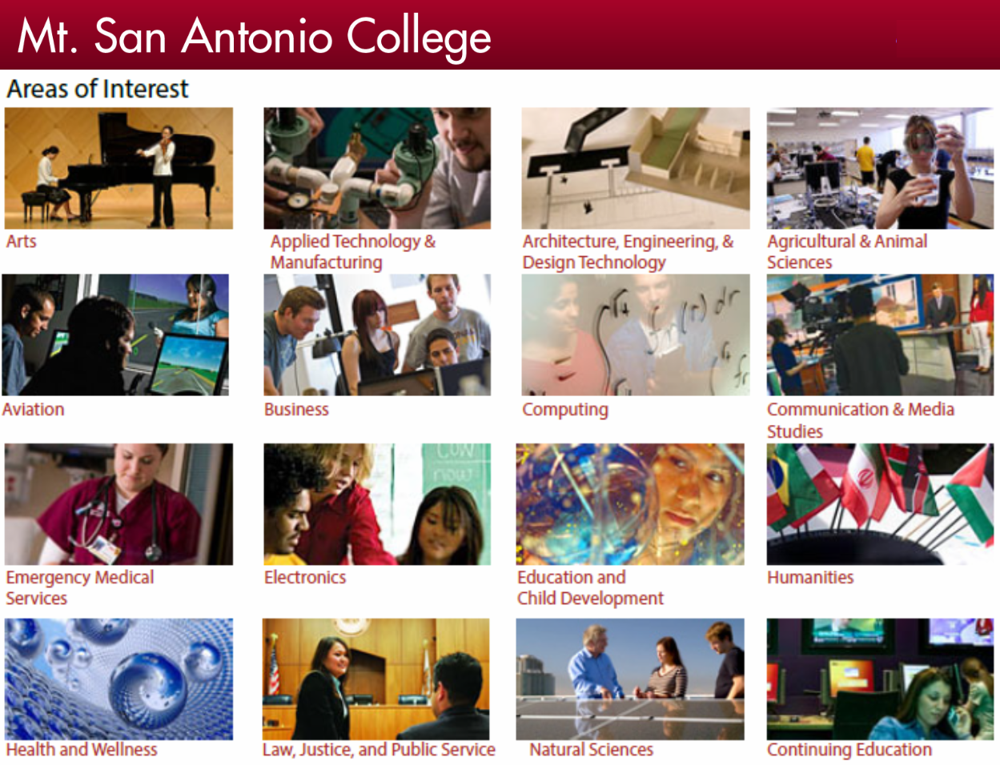 Mt. San Antonio College
Areas of Interest
Arts
Applied Technology &
Manufacturing
Architecture, Engineering, &
Design Technology
Agricultural & Animal
Sciences
Aviation
Business
Computing
Communication & Media
Studies
Emergency Medical
Services
COW
now
Electronics
Education and
Child Development
Humanities
Health and Wellness
Law, Justice, and Public Service
Natural Sciences
Continuing Education